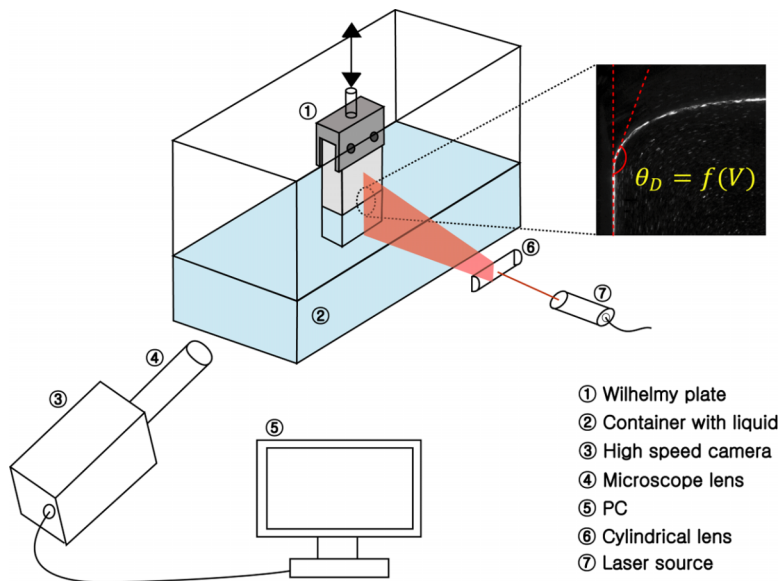 ①
θ_D = f(V)
⑥
⑦
②
④
③
⑤
① Wilhelmy plate
② Container with liquid
③ High speed camera
④ Microscope lens
⑤ PC
⑥ Cylindrical lens
⑦ Laser source